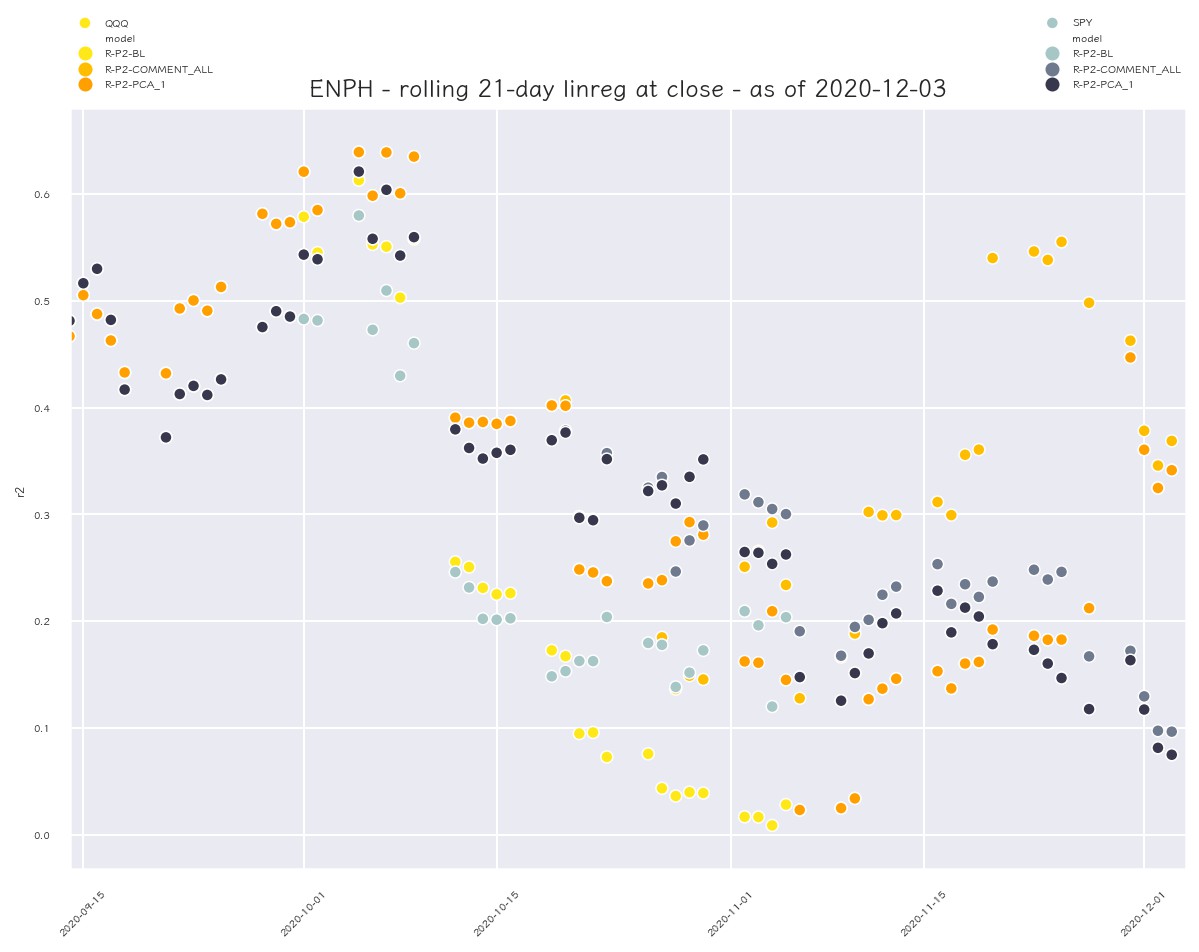 QQQ
model
R-P2-BL
R-P2-COMMENT_ALL
R-P2-PCA_1
SPY
model
R-P2-BL
R-P2-COMMENT_ALL
R-P2-PCA_1
ENPH - rolling 21-day linreg at close - as of 2020-12-03
0.6
0.5
0.4
r2
0.3
0.2
0.1
0.0
2020-09-15
2020-10-01
2020-10-15
2020-11-01
2020-11-15
2020-12-01